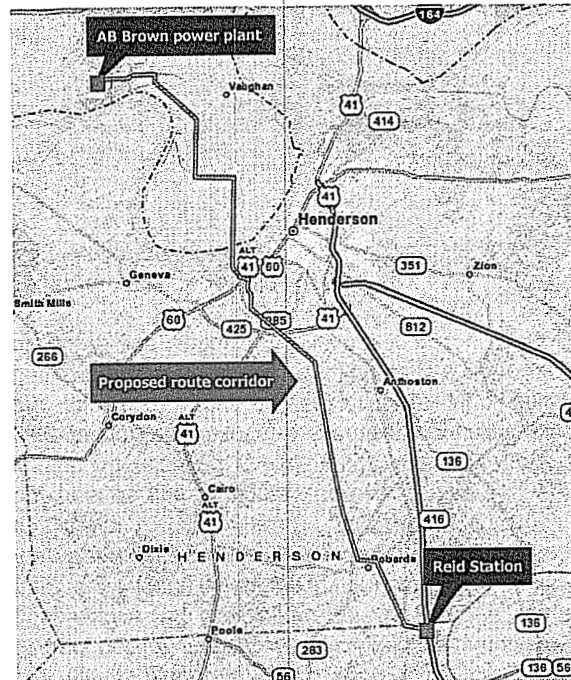 164
AB Brown power plant
Vaughan
41
414
41
Henderson
ALT
41
60
351
Zion
Geneva
Smith Mills
60
425
285
41
812
266
Proposed route corridor
Anthoston
Corydon
ALT
41
4
136
Cairo
ALT
41
416
Dixie
HENDERSON
Robards
Reid Station
Poole
283
136
56
136
56